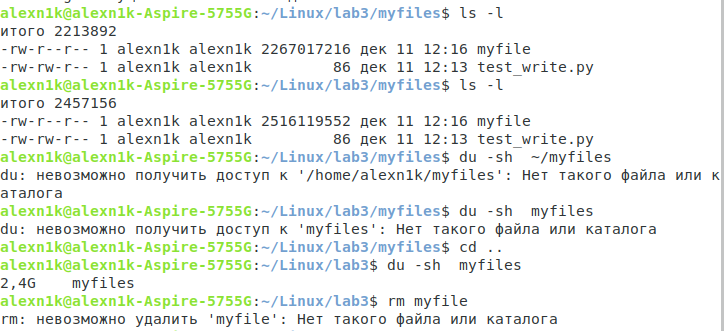 alexn1k@alexn1k-Aspire-5755G:~/Linux/lab3/myfiles$ ls -l
итого 2213892
-rw-r--r-- 1 alexn1k alexn1k 2267017216 дек 11 12:16 myfile
-rw-rw-r-- 1 alexn1k alexn1k         86 дек 11 12:13 test_write.py
alexn1k@alexn1k-Aspire-5755G:~/Linux/lab3/myfiles$ ls -l
итого 2457156
-rw-r--r-- 1 alexn1k alexn1k 2516119552 дек 11 12:16 myfile
-rw-rw-r-- 1 alexn1k alexn1k         86 дек 11 12:13 test_write.py
alexn1k@alexn1k-Aspire-5755G:~/Linux/lab3/myfiles$ du -sh  ~/myfiles
du: невозможно получить доступ к '/home/alexn1k/myfiles': Нет такого файла или к
аталога
alexn1k@alexn1k-Aspire-5755G:~/Linux/lab3/myfiles$ du -sh  myfiles
du: невозможно получить доступ к 'myfiles': Нет такого файла или каталога
alexn1k@alexn1k-Aspire-5755G:~/Linux/lab3/myfiles$ cd ..
alexn1k@alexn1k-Aspire-5755G:~/Linux/lab3$ du -sh  myfiles
2,4G    myfiles
alexn1k@alexn1k-Aspire-5755G:~/Linux/lab3$ rm myfile
rm: невозможно удалить 'myfile': Нет такого файла или каталога